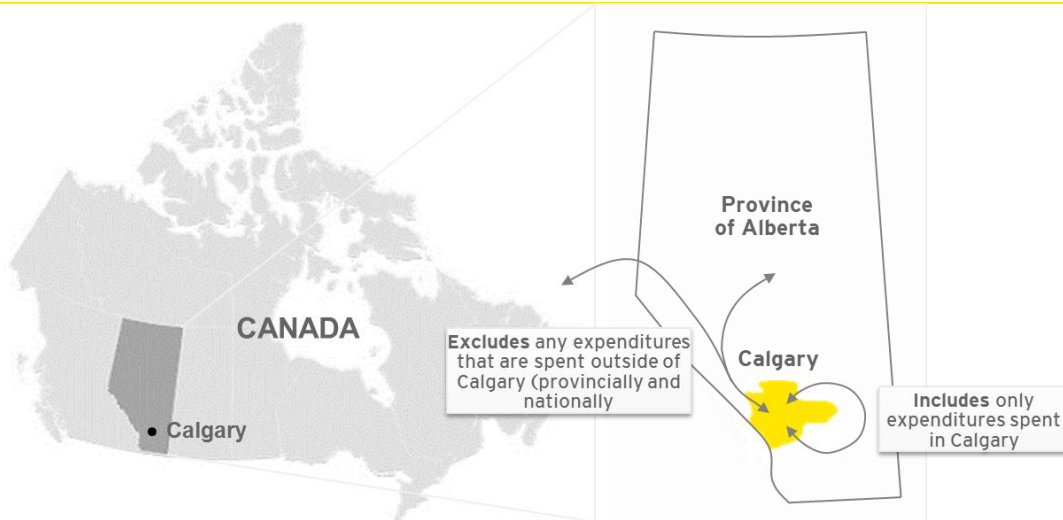 CANADA
Calgary
Province
of Alberta
Excludes any expenditures
that are spent outside of
Calgary (provincially and
nationally
Calgary
Includes only
expenditures spent
in Calgary